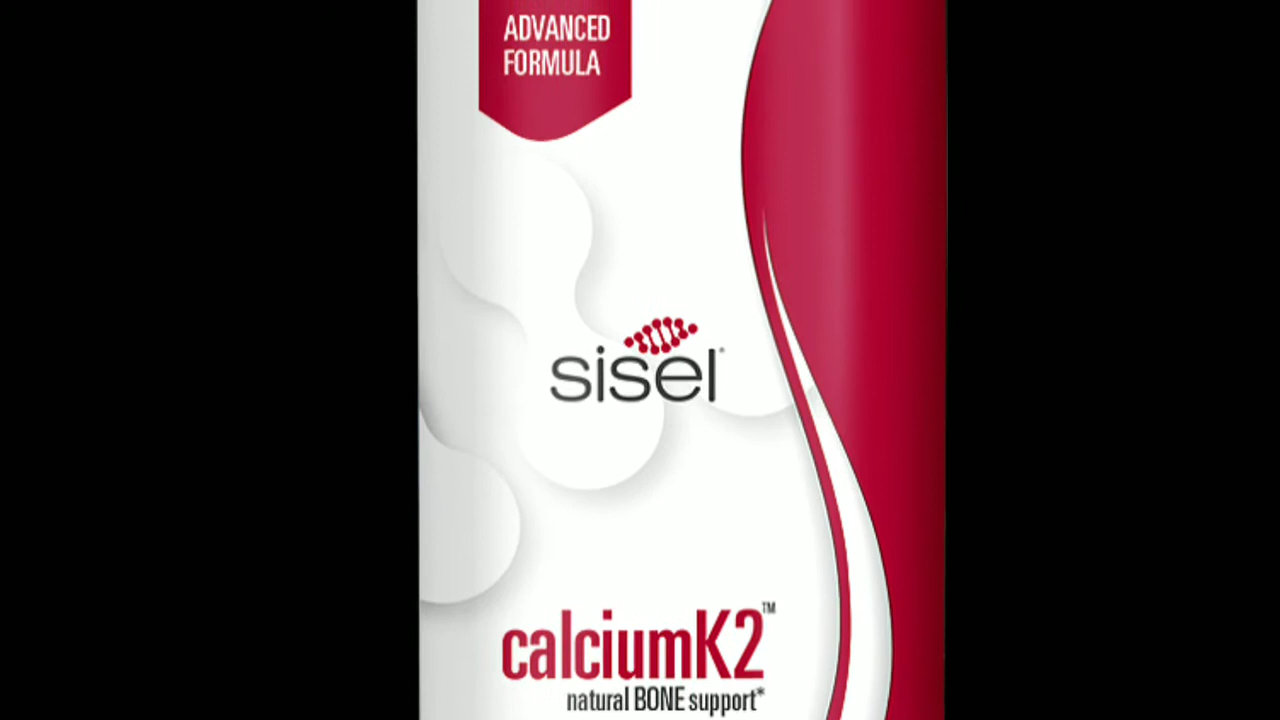 ADVANCED
FORMULA
sisel
calciumK2™
natural BONE support*